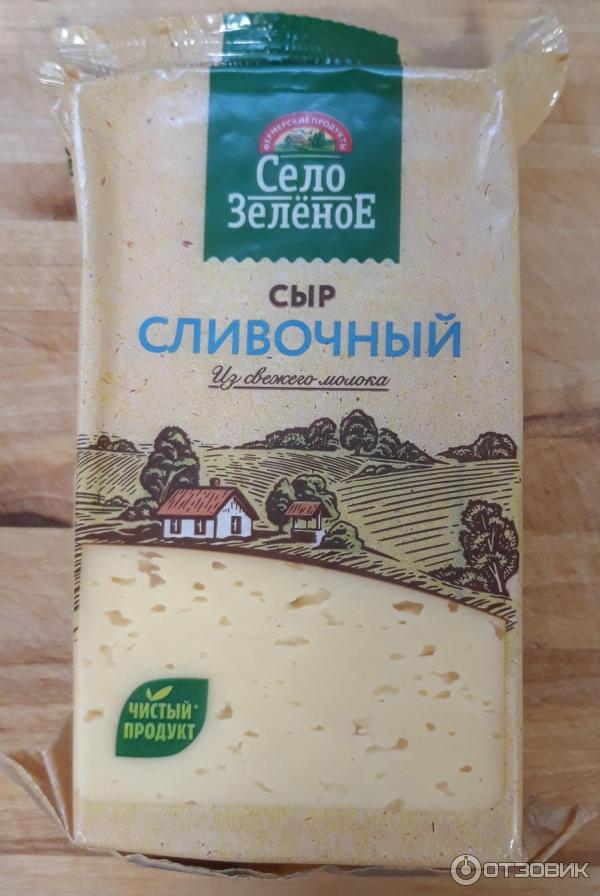 ФЕРМЕРСКИЕ ПРОДУКТЫ
Село
Зелёное
СЫР
СЛИВОЧНЫЙ
Из свежего молока
ЧИСТЫЙ*
ПРОДУКТ
ОТЗОВИК